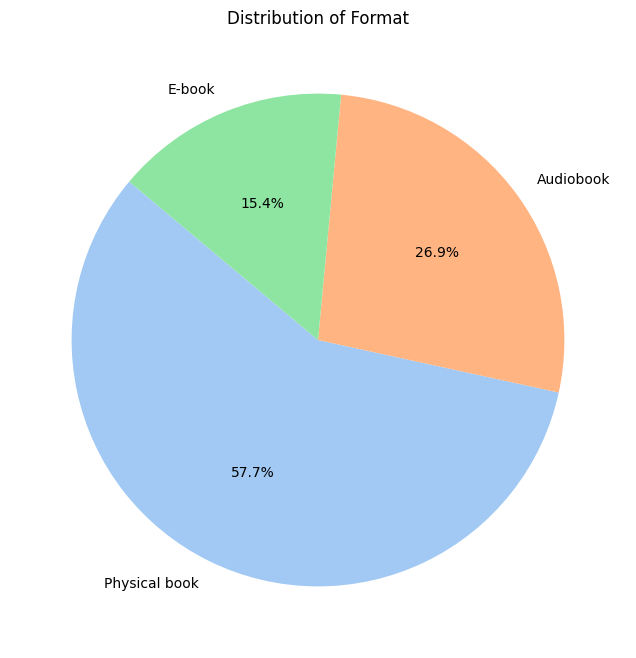 Distribution of Format
E-book
Audiobook
15.4%
26.9%
57.7%
Physical book